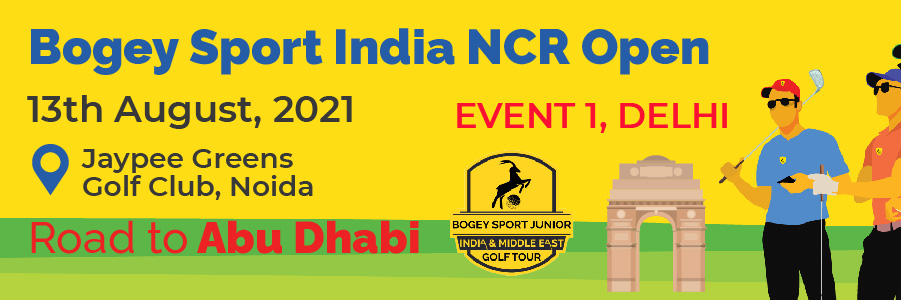 Bogey Sport India NCR Open
13th August, 2021
EVENT 1, DELHI
Jaypee Greens
Golf Club, Noida
Road to Abu Dhabi
BOGEY SPORT JUNIOR
INDIA & MIDDLE EAST
GOLF TOUR